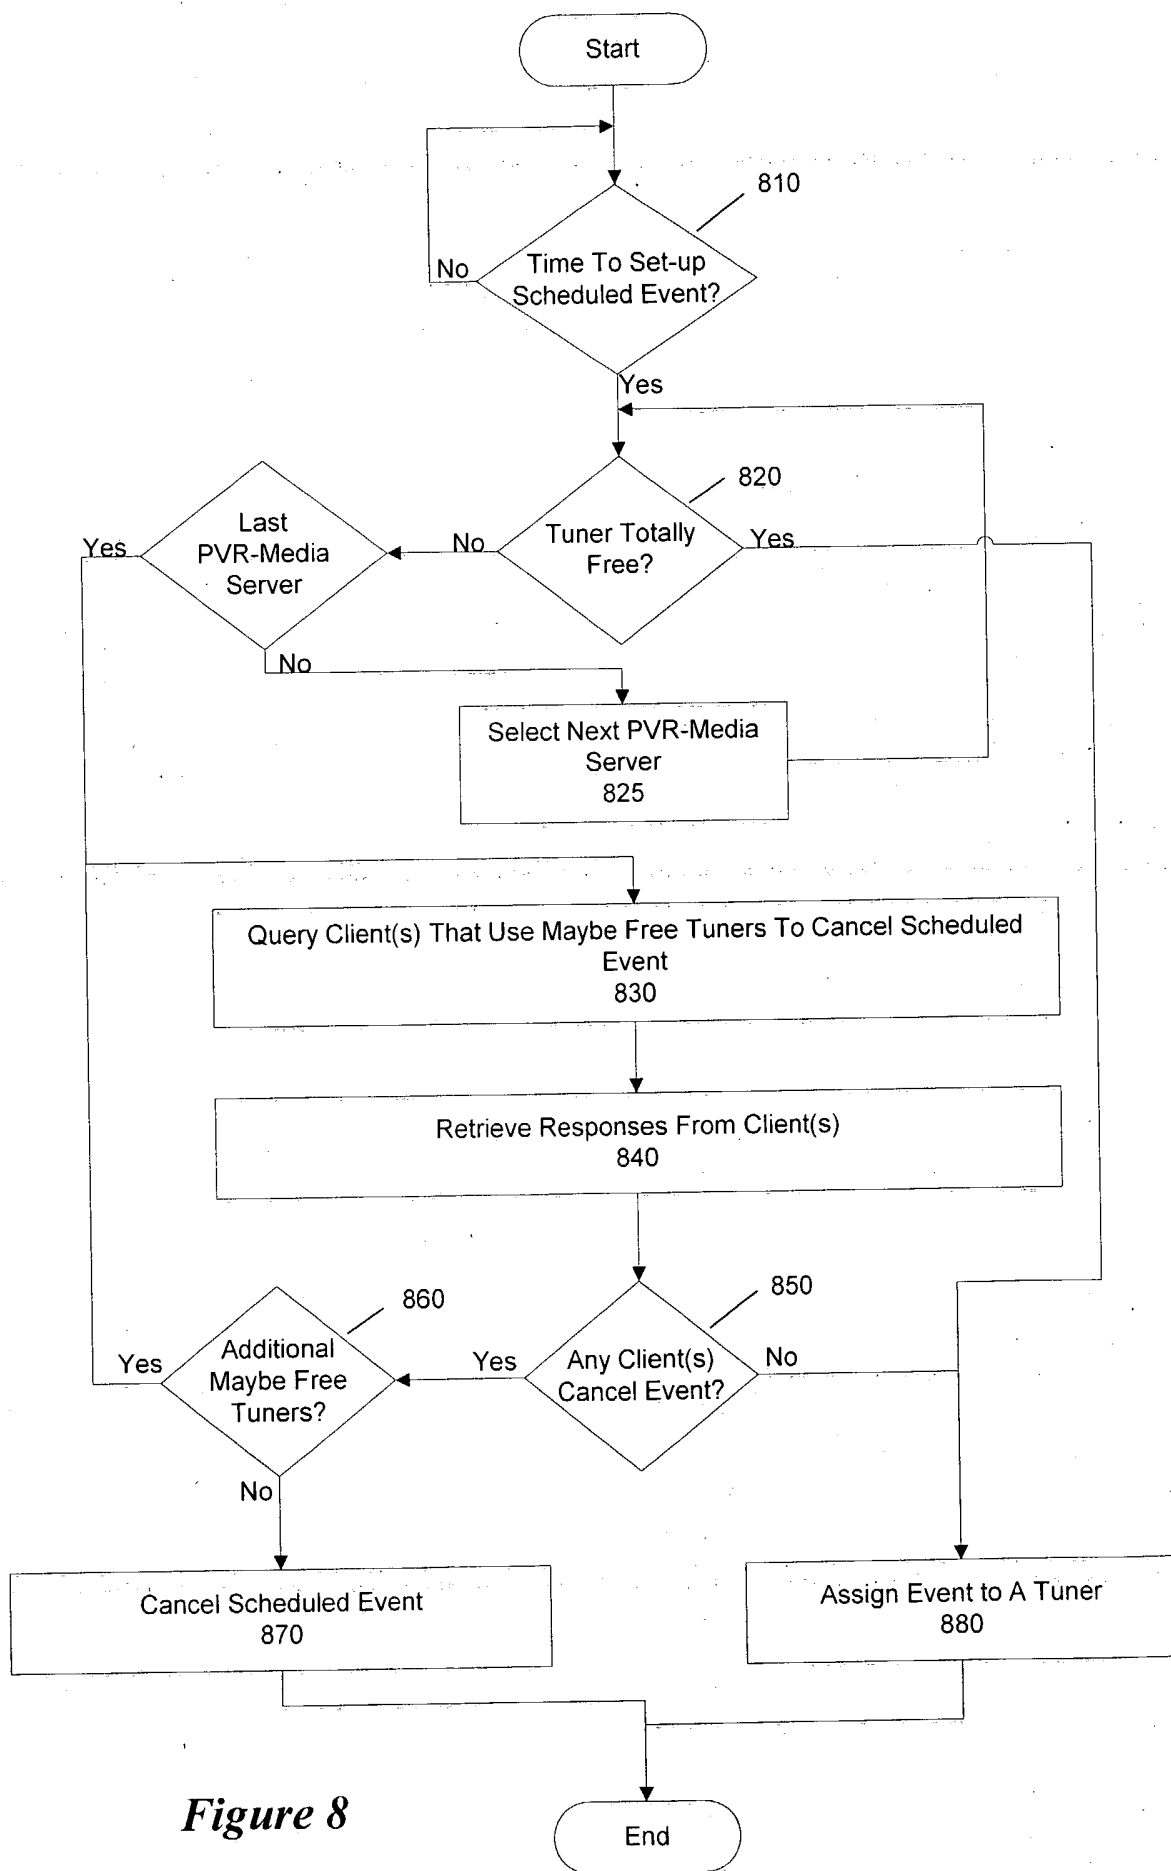 Start
810
Time To Set-up
Scheduled Event?
No
Yes
820
Tuner Totally
Free?
Yes
No
Last
PVR-Media
Server
Yes
No
Select Next PVR-Media
Server
825
Query Client(s) That Use Maybe Free Tuners To Cancel Scheduled
Event
830
Retrieve Responses From Client(s)
840
850
Any Client(s)
Cancel Event?
No
Yes
860
Additional
Maybe Free
Tuners?
Yes
No
Cancel Scheduled Event
870
Assign Event to A Tuner
880
Figure 8
End